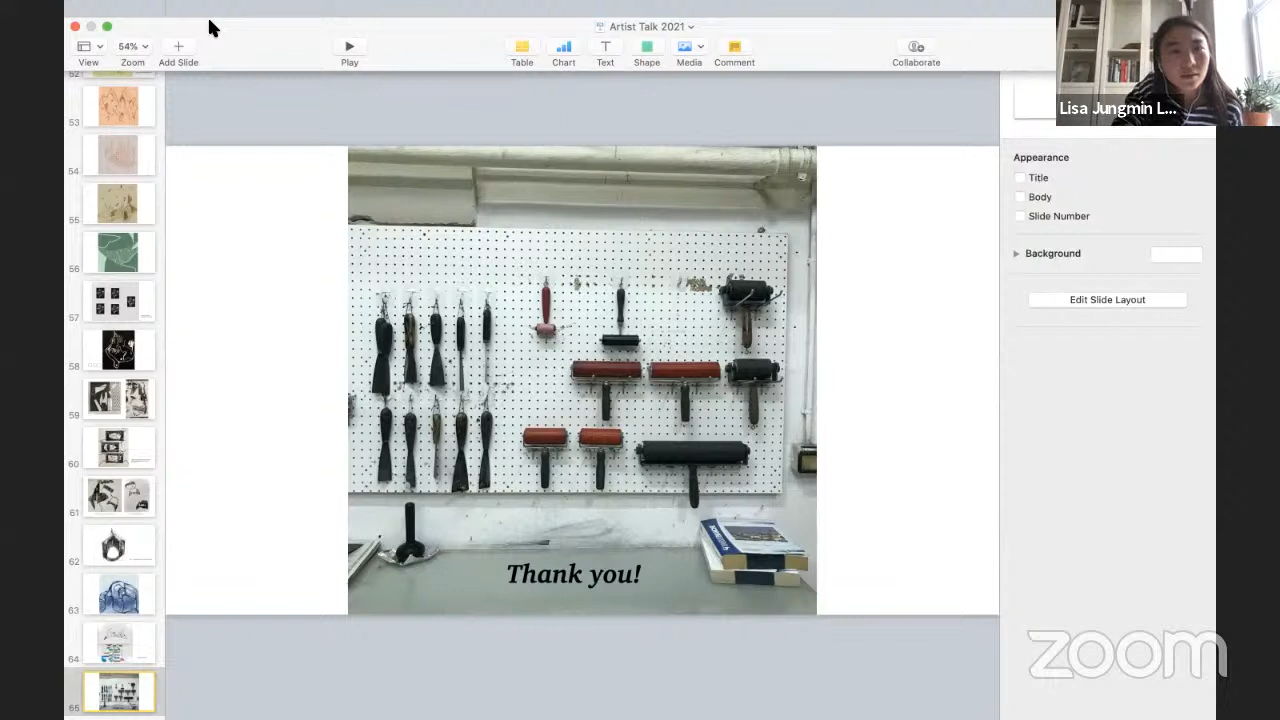 Artist Talk 2021
54%
View
Zoom
Add Slide
Play
Table
Chart
Text
Shape
Media
Comment
Collaborate
Lisa Jungmin L...
52
53
54
55
56
57
58
59
60
61
62
63
64
65
Thank you!
Appearance
Title
Body
Slide Number
Background
Edit Slide Layout
zoom